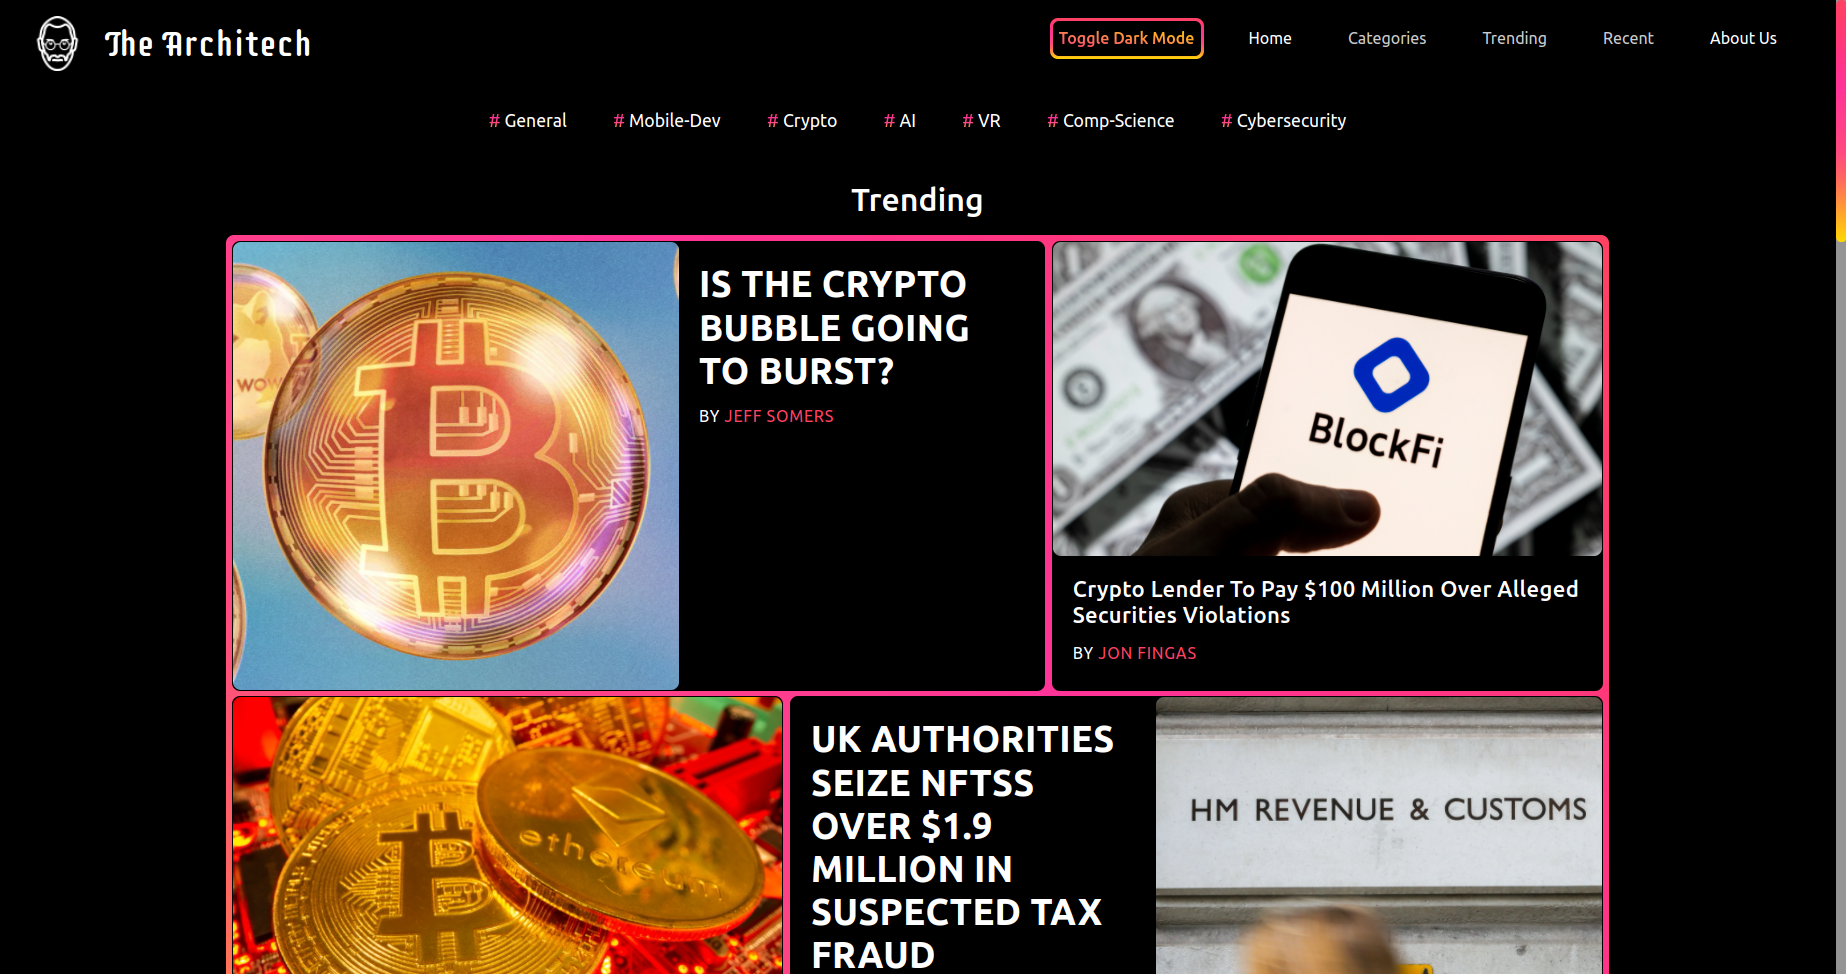 The Architech
Toggle Dark Mode
Home
Categories
Trending
Recent
About Us
# General
# Mobile-Dev
# Crypto
# AI
# VR
# Comp-Science
# Cybersecurity
Trending
WOW
IS THE CRYPTO
BUBBLE GOING
TO BURST?
BY JEFF SOMERS
BlockFi
Crypto Lender To Pay $100 Million Over Alleged
Securities Violations
BY JON FINGAS
ethereum
UK AUTHORITIES
SEIZE NFTSS
OVER $1.9
MILLION IN
SUSPECTED TAX
FRAUD
HM REVENUE & CUSTOMS